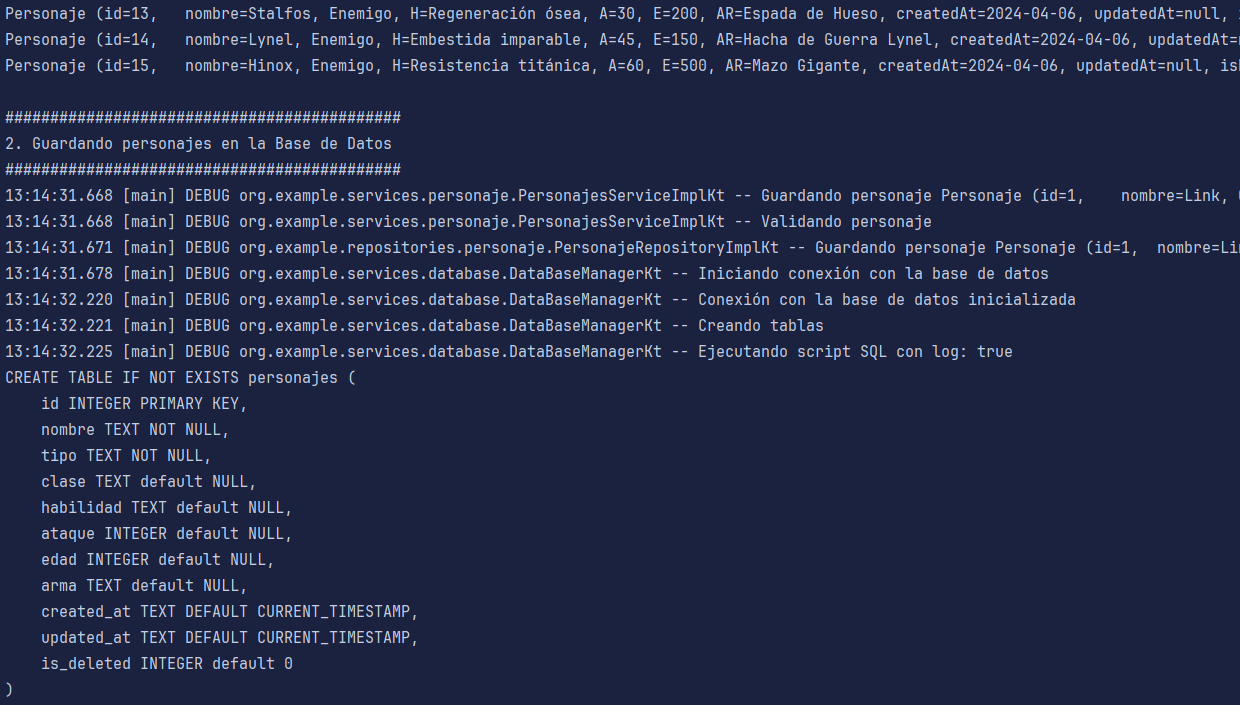 Personaje (id=13,   nombre=Stalfos, Enemigo, H=Regeneración ósea, A=30, E=200, AR=Espada de Hueso, createdAt=2024-04-06, updatedAt=null,
Personaje (id=14,   nombre=Lynel, Enemigo, H=Embestida imparable, A=45, E=150, AR=Hacha de Guerra Lynel, createdAt=2024-04-06, updatedAt=
Personaje (id=15,   nombre=Hinox, Enemigo, H=Resistencia titánica, A=60, E=500, AR=Mazo Gigante, createdAt=2024-04-06, updatedAt=null, is
############################################
2. Guardando personajes en la Base de Datos
############################################
13:14:31.668 [main] DEBUG org.example.services.personaje.PersonajesServiceImplKt -- Guardando personaje Personaje (id=1,    nombre=Link,
13:14:31.668 [main] DEBUG org.example.services.personaje.PersonajesServiceImplKt -- Validando personaje
13:14:31.671 [main] DEBUG org.example.repositories.personaje.PersonajeRepositoryImplKt -- Guardando personaje Personaje (id=1,  nombre=Li
13:14:31.678 [main] DEBUG org.example.services.database.DataBaseManagerKt -- Iniciando conexión con la base de datos
13:14:32.220 [main] DEBUG org.example.services.database.DataBaseManagerKt -- Conexión con la base de datos inicializada
13:14:32.221 [main] DEBUG org.example.services.database.DataBaseManagerKt -- Creando tablas
13:14:32.225 [main] DEBUG org.example.services.database.DataBaseManagerKt -- Ejecutando script SQL con log: true
CREATE TABLE IF NOT EXISTS personajes (
    id INTEGER PRIMARY KEY,
    nombre TEXT NOT NULL,
    tipo TEXT NOT NULL,
    clase TEXT default NULL,
    habilidad TEXT default NULL,
    ataque INTEGER default NULL,
    edad INTEGER default NULL,
    arma TEXT default NULL,
    created_at TEXT DEFAULT CURRENT_TIMESTAMP,
    updated_at TEXT DEFAULT CURRENT_TIMESTAMP,
    is_deleted INTEGER default 0
)